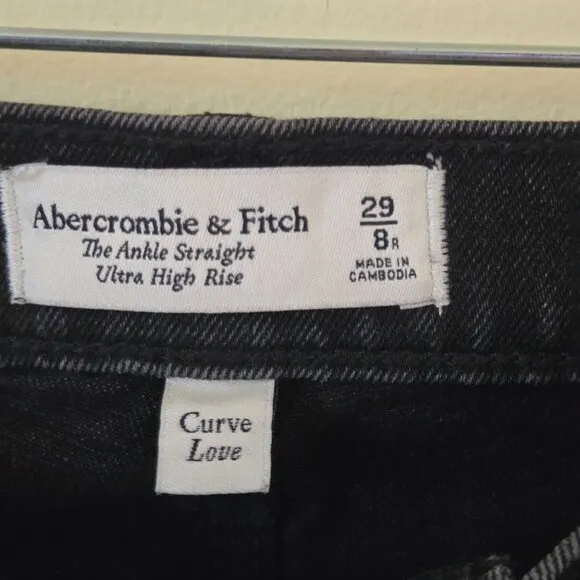 Abercrombie & Fitch
The Ankle Straight
Ultra High Rise
29
8R
MADE IN
CAMBODIA
Curve
Love